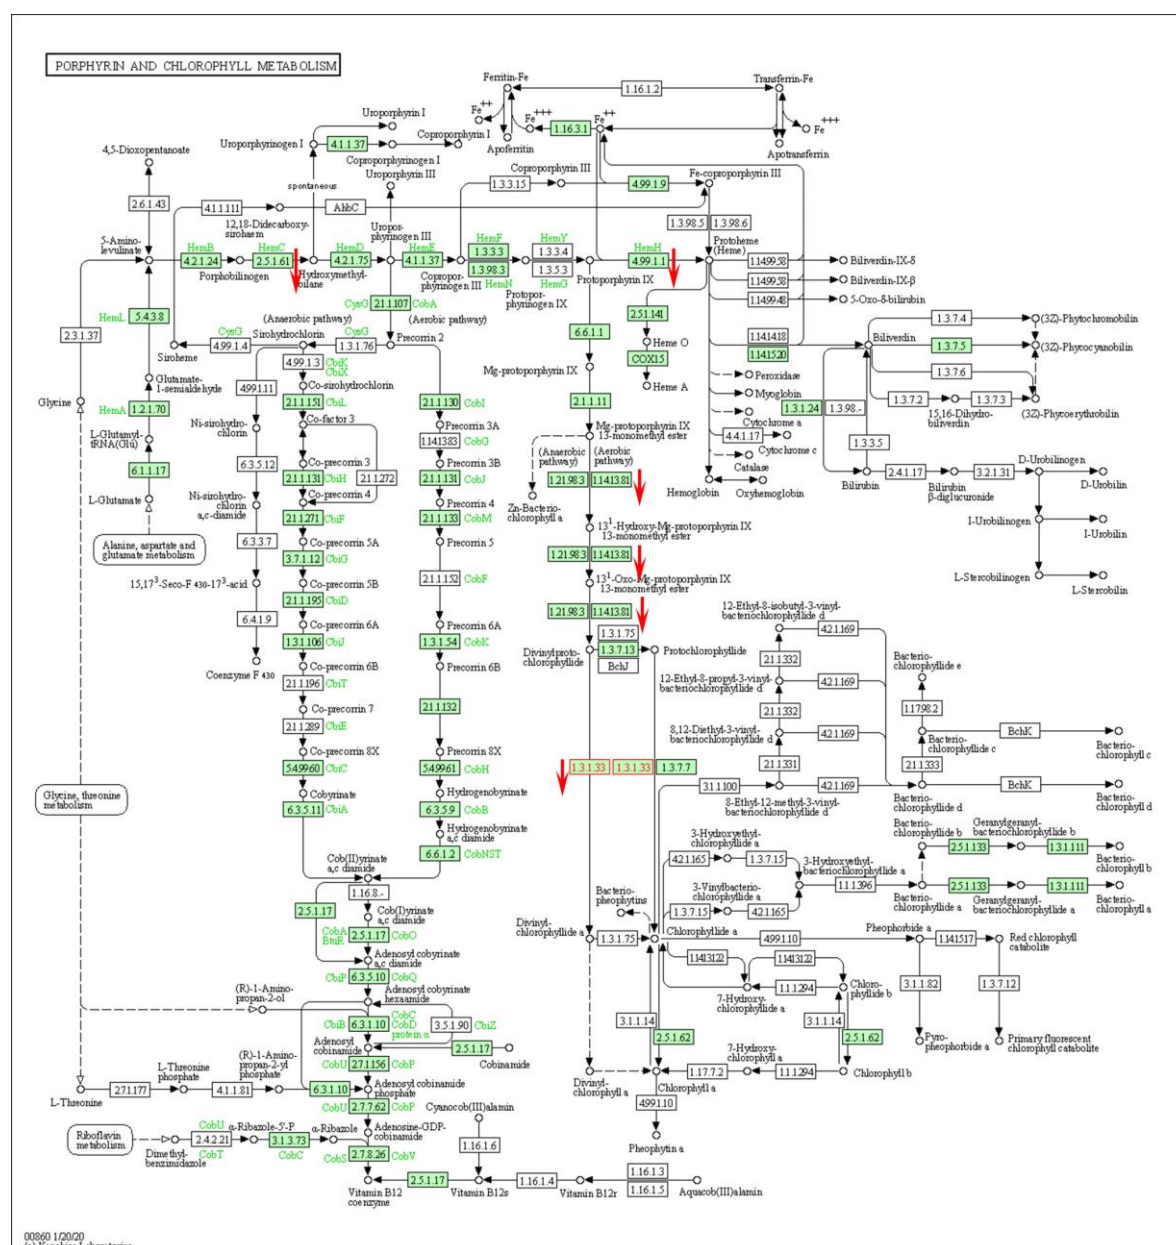 PORPHYRIN AND CHLOROPHYLL METABOLISM
Ferritin-Fe
1.16.1.2
Transferrin-Fe
Fe++
Fe+++
Fe++
1.16.3.1
Fe+++
Apoferritin
Apotransferrin
Uroporphyrin I
Uroporphyrinogen I
4.1.1.37
Coproporphyrin I
Coproporphyrinogen I
4,5-Dioxopentanoate
Uroporphyrin III
Coproporphyrin III
Fe-coproporphyrin III
spontaneous
1.3.3.15
4.99.1.9
2.6.1.43
4.1.1.111
AhbC
12,18-Didecarboxy-
sirohaem
Uropor-
phyrinogen III
1.3.98.5
1.3.98.6
5-Amino-
levulinate
HemB
HemC
HemD
HemE
HemF
HemY
HemH
Protoheme
(Heme)
4.2.1.24
2.5.1.61
4.2.1.75
4.1.1.37
1.3.3.3
1.3.3.4
4.99.1.1
1.3.98.3
1.3.5.3
HemN
HemG
Porphobilinogen
Hydroxymethyl-
bilane
Copropor-
phyrinogen III
Protopor-
phyrinogen IX
Protoporphyrin IX
1.14.99.58
Biliverdin-IX-δ
1.14.99.58
Biliverdin-IX-β
1.14.99.48
5-Oxo-δ-bilirubin
CysG
2.1.1.107
CobA
HemL
5.4.3.8
(Anaerobic pathway)
(Aerobic pathway)
2.5.1.141
2.3.1.37
CysG
Sirohydrochlorin
CysG
6.6.1.1
Siroheme
4.99.1.4
1.3.1.76
Precorrin 2
Heme O
1.14.14.18
1.14.15.20
Biliverdin
1.3.7.4
(3Z)-Phytochromobilin
1.3.7.5
(3Z)-Phycocyanobilin
4.99.1.3
CbiK
CbiX
COX15
Mg-protoporphyrin IX
Heme A
Peroxidase
Myoglobin
1.3.7.6
Glutamate-
1-semialdehyde
4.99.1.11
Co-sirohydrochlorin
Glycine
HemA
1.2.1.70
2.1.1.151
CbiL
2.1.1.130
CobI
2.1.1.11
1.3.1.24
1.3.98.-
Cytochrome a
1.3.7.2
1.3.7.3
15,16-Dihydro-
biliverdin
(3Z)-Phycoerythrobilin
Ni-sirohydro-
chlorin
Co-factor 3
Precorrin 3A
Mg-protoporphyrin IX
13-monomethyl ester
4.4.1.17
Cytochrome c
L-Glutamyl-
tRNA(Glu)
1.14.13.83
CobG
1.3.3.5
(Anaerobic
pathway)
(Aerobic
pathway)
Catalase
6.1.1.17
6.3.5.12
Co-precorrin 3
Precorrin 3B
Hemoglobin
Oxyhemoglobin
Bilirubin
2.4.1.17
Bilirubin
β-diglucuronide
3.2.1.31
D-Urobilinogen
D-Urobilin
2.1.1.131
CbiH
2.1.1.272
2.1.1.131
CobJ
1.21.98.3
1.14.13.81
L-Glutamate
Ni-sirohydro-
chlorin
a,c-diamide
Co-precorrin 4
Precorrin 4
Zn-Bacterio-
chlorophyll a
2.1.1.271
CbiF
2.1.1.133
CobM
13¹-Hydroxy-Mg-protoporphyrin IX
13-monomethyl ester
I-Urobilinogen
I-Urobilin
Alanine, aspartate and
glutamate metabolism
6.3.3.7
Co-precorrin 5A
Precorrin 5
3.7.1.12
CbiG
1.21.98.3
1.14.13.81
15,17³-Seco-F 430-17³-acid
Co-precorrin 5B
2.1.1.152
CobF
13¹-Oxo-Mg-protoporphyrin IX
13-monomethyl ester
L-Stercobilinogen
L-Stercobilin
2.1.1.195
CbiD
1.21.98.3
1.14.13.81
6.4.1.9
Co-precorrin 6A
Precorrin 6A
12-Ethyl-8-isobutyl-3-vinyl-
bacteriochlorophyllide d
4.2.1.169
1.3.1.106
CbiJ
1.3.1.54
CobK
1.3.1.75
1.3.7.13
BchJ
Divinylproto-
chlorophyllide
Protochlorophyllide
2.1.1.332
Bacterio-
chlorophyllide e
Coenzyme F 430
Co-precorrin 6B
Precorrin 6B
12-Ethyl-8-propyl-3-vinyl-
bacteriochlorophyllide d
4.2.1.169
2.1.1.196
CbiT
2.1.1.132
2.1.1.332
1.17.98.2
Co-precorrin 7
8,12-Diethyl-3-vinyl-
bacteriochlorophyllide d
4.2.1.169
BchK
2.1.1.289
CbiE
Bacterio-
chlorophyllide c
Bacterio-
chlorophyll c
Co-precorrin 8X
Precorrin 8X
5.4.99.60
CbiC
5.4.99.61
CobH
1.3.1.33
1.3.1.33
1.3.7.7
2.1.1.331
2.1.1.333
Glycine, threonine
metabolism
Cobyrinate
Hydrogenobyrinate
3.1.1.100
4.2.1.169
BchK
6.3.5.11
CbiA
6.3.5.9
CobB
8-Ethyl-12-methyl-3-vinyl-
bacteriochlorophyllide d
Bacterio-
chlorophyllide d
Bacterio-
chlorophyll d
Hydrogenobyrinate
a,c diamide
6.6.1.2
CobNST
3-Hydroxyethyl-
chlorophyllide a
Bacterio-
chlorophyllide b
Geranylgeranyl-
bacteriochlorophyllide b
Cob(II)yrinate
a,c diamide
4.2.1.165
1.3.7.15
3-Hydroxyethyl-
bacteriochlorophyllide a
2.5.1.133
1.3.1.111
Bacterio-
chlorophyll b
1.16.8.-
Bacterio-
pheophytins
3-Vinylbacterio-
chlorophyllide a
1.1.1.396
2.5.1.133
1.3.1.111
2.5.1.17
Cob(I)yrinate
a,c diamide
1.3.7.15
4.2.1.165
Bacterio-
chlorophyllide a
Geranylgeranyl-
bacteriochlorophyllide a
Bacterio-
chlorophyll a
CobA
BtuR
2.5.1.17
CobO
Divinyl-
chlorophyllide a
1.3.1.75
Chlorophyllide a
4.99.1.10
Pheophorbide a
1.14.15.17
Red chlorophyll
catabolite
Adenosyl cobyrinate
a,c diamide
1.14.13.122
1.14.13.122
CbiP
6.3.5.10
CobQ
3.1.1.82
1.3.7.12
(R)-1-Amino-
propan-2-ol
Adenosyl cobyrinate
hexaamide
1.1.1.294
Chloro-
phyllide b
7-Hydroxy-
chlorophyllide a
CbiB
6.3.1.10
CobC
CobD
protein α
3.5.1.90
CbiZ
3.1.1.14
3.1.1.14
Adenosyl
cobinamide
2.5.1.17
Cobinamide
2.5.1.62
2.5.1.62
Pyro-
pheophorbide a
Primary fluorescent
chlorophyll catabolite
L-Threonine
phosphate
(R)-1-Amino-
propan-2-yl
phosphate
CobU
2.7.1.156
CobP
7-Hydroxy-
chlorophyll a
L-Threonine
2.7.1.177
4.1.1.81
6.3.1.10
Adenosyl cobinamide
phosphate
Divinyl-
chlorophyll a
Chlorophyll a
1.17.7.2
1.1.1.294
Chlorophyll b
CobU
2.7.7.62
CobP
Cyanocob(III)alamin
4.99.1.10
Riboflavin
metabolism
CobU
2.4.2.21
CobT
α-Ribazole-5'-P
3.1.3.73
CobC
α-Ribazole
Adenosine-GDP-
cobinamide
1.16.1.6
Pheophytin a
Dimethyl-
benzimidazole
CobS
2.7.8.26
CobV
Vitamin B12
coenzyme
2.5.1.17
Vitamin B12s
1.16.1.4
Vitamin B12r
1.16.1.3
1.16.1.5
Aquacob(III)alamin
00860 1/20/20